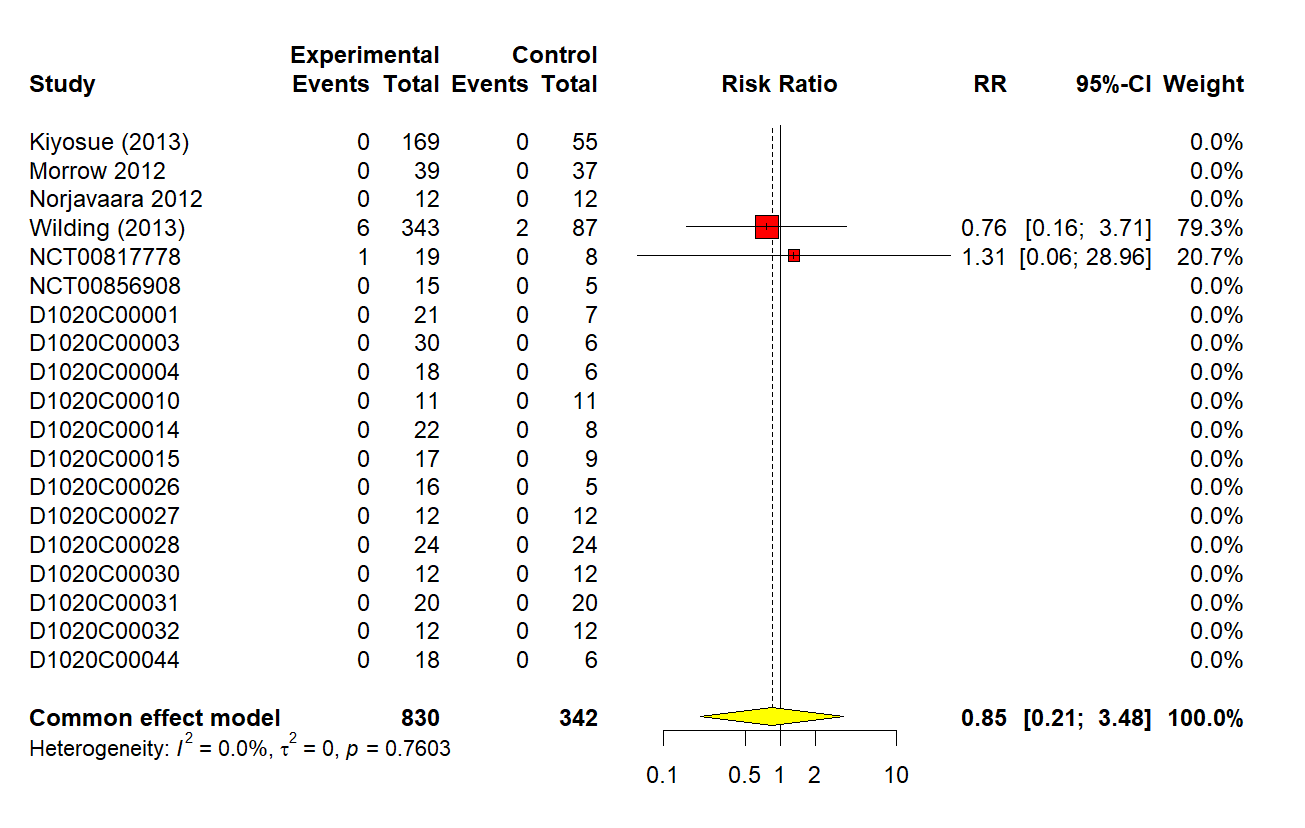 Experimental Control
Study Events Total Events Total Risk Ratio RR 95%-CI Weight
Kiyosue (2013) 0 169 0 55 0.0%
Morrow 2012 0 39 0 37 0.0%
Norjavaara 2012 0 12 0 12 0.0%
Wilding (2013) 6 343 2 87 0.76 [0.16; 3.71] 79.3%
NCT00817778 1 19 0 8 1.31 [0.06; 28.96] 20.7%
NCT00856908 0 15 0 5 0.0%
D1020C00001 0 21 0 7 0.0%
D1020C00003 0 30 0 6 0.0%
D1020C00004 0 18 0 6 0.0%
D1020C00010 0 11 0 11 0.0%
D1020C00014 0 22 0 8 0.0%
D1020C00015 0 17 0 9 0.0%
D1020C00026 0 16 0 5 0.0%
D1020C00027 0 12 0 12 0.0%
D1020C00028 0 24 0 24 0.0%
D1020C00030 0 12 0 12 0.0%
D1020C00031 0 20 0 20 0.0%
D1020C00032 0 12 0 12 0.0%
D1020C00044 0 18 0 6 0.0%
Common effect model 830 342 0.85 [0.21; 3.48] 100.0%
Heterogeneity: I² = 0.0%, τ² = 0, p = 0.7603
0.1 0.5 1 2 10